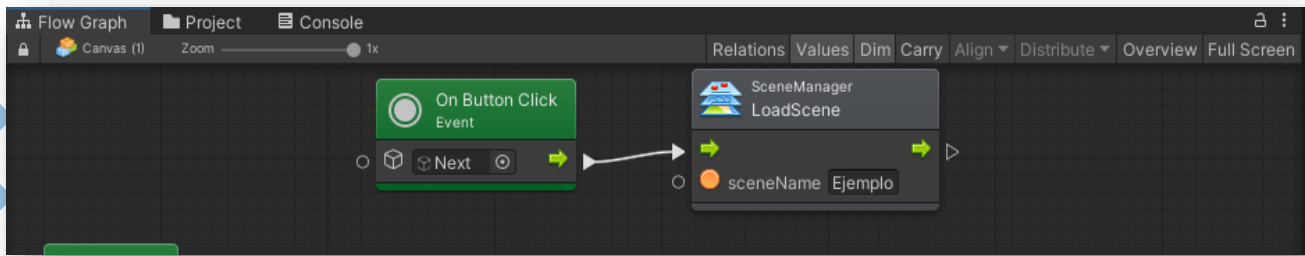 Flow Graph Project Console
Canvas (1) Zoom 1x Relations Values Dim Carry Align Distribute Overview Full Screen
On Button Click
Event
Next
SceneManager
LoadScene
sceneName Ejemplo